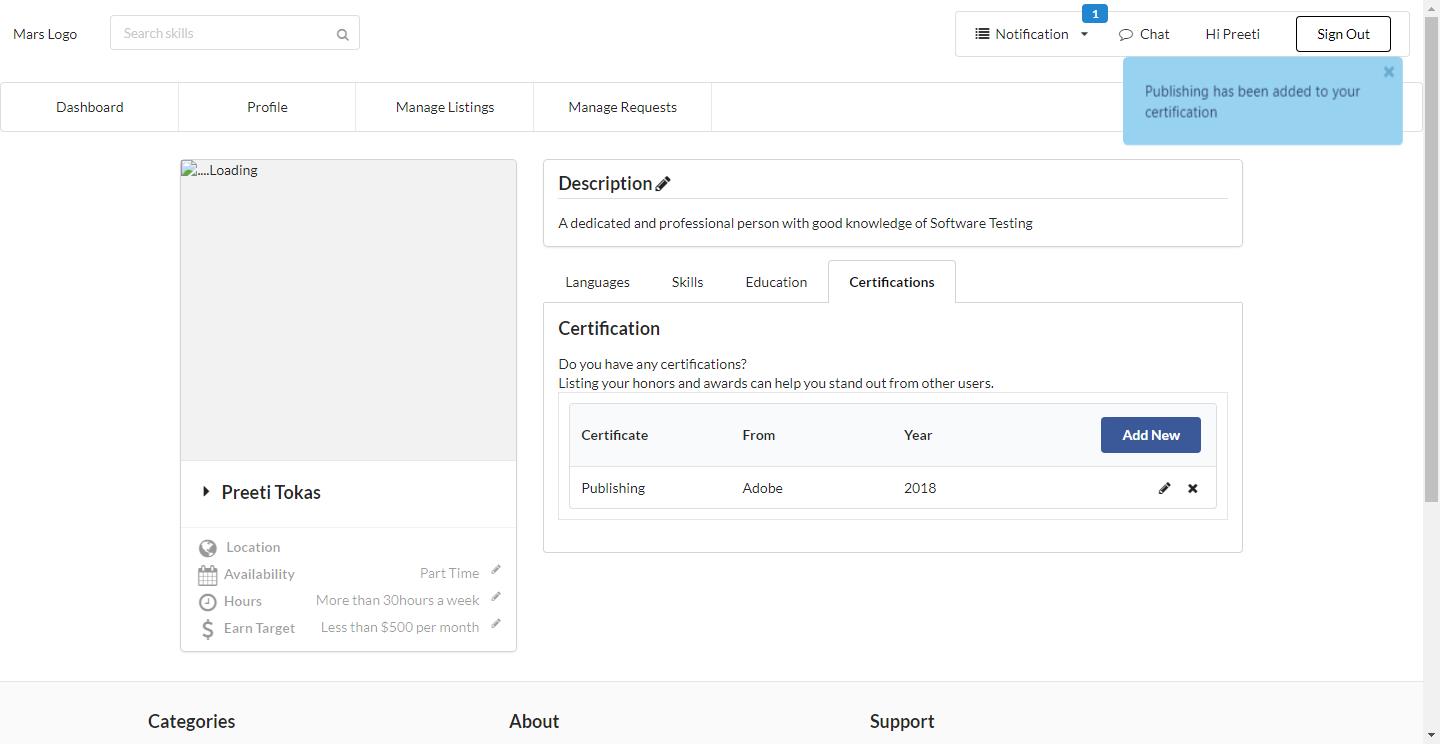 Mars Logo
Search skills
1
Notification
Chat
Hi Preeti
Sign Out
Dashboard
Profile
Manage Listings
Manage Requests
Publishing has been added to your
certification
....Loading
Description
A dedicated and professional person with good knowledge of Software Testing
Languages
Skills
Education
Certifications
Certification
Do you have any certifications?
Listing your honors and awards can help you stand out from other users.
Certificate From Year Add New
Publishing Adobe 2018
Preeti Tokas
Location
Availability Part Time
Hours More than 30hours a week
Earn Target Less than $500 per month
Categories
About
Support